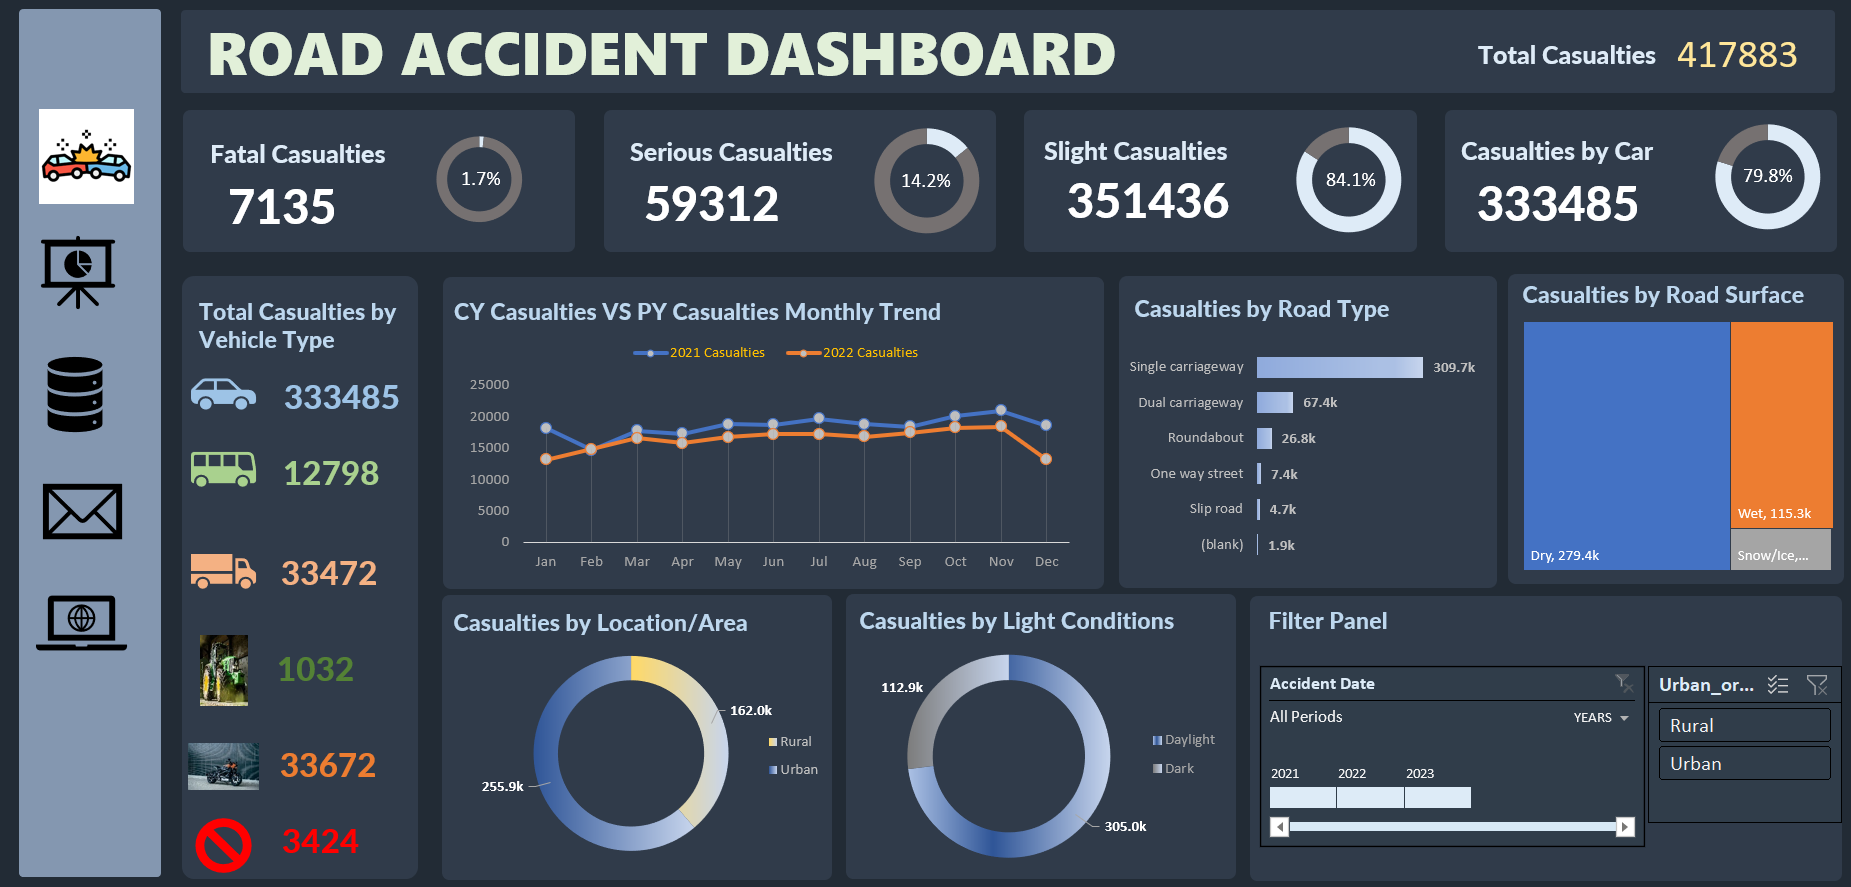 ROAD ACCIDENT DASHBOARD
Total Casualties 417883
Fatal Casualties
7135
1.7%
Serious Casualties
59312
14.2%
Slight Casualties
351436
84.1%
Casualties by Car
333485
79.8%
Total Casualties by
Vehicle Type
333485
12798
33472
1032
33672
3424
CY Casualties VS PY Casualties Monthly Trend
2021 Casualties 2022 Casualties
25000
20000
15000
10000
5000
0
Jan Feb Mar Apr May Jun Jul Aug Sep Oct Nov Dec
Casualties by Road Type
Single carriageway 309.7k
Dual carriageway 67.4k
Roundabout 26.8k
One way street 7.4k
Slip road 4.7k
(blank) 1.9k
Casualties by Road Surface
Wet, 115.3k
Dry, 279.4k
Snow/Ice,...
Casualties by Location/Area
162.0k
255.9k
Rural
Urban
Casualties by Light Conditions
112.9k
305.0k
Daylight
Dark
Filter Panel
Accident Date
All Periods YEARS
2021 2022 2023
Urban_or...
Rural
Urban